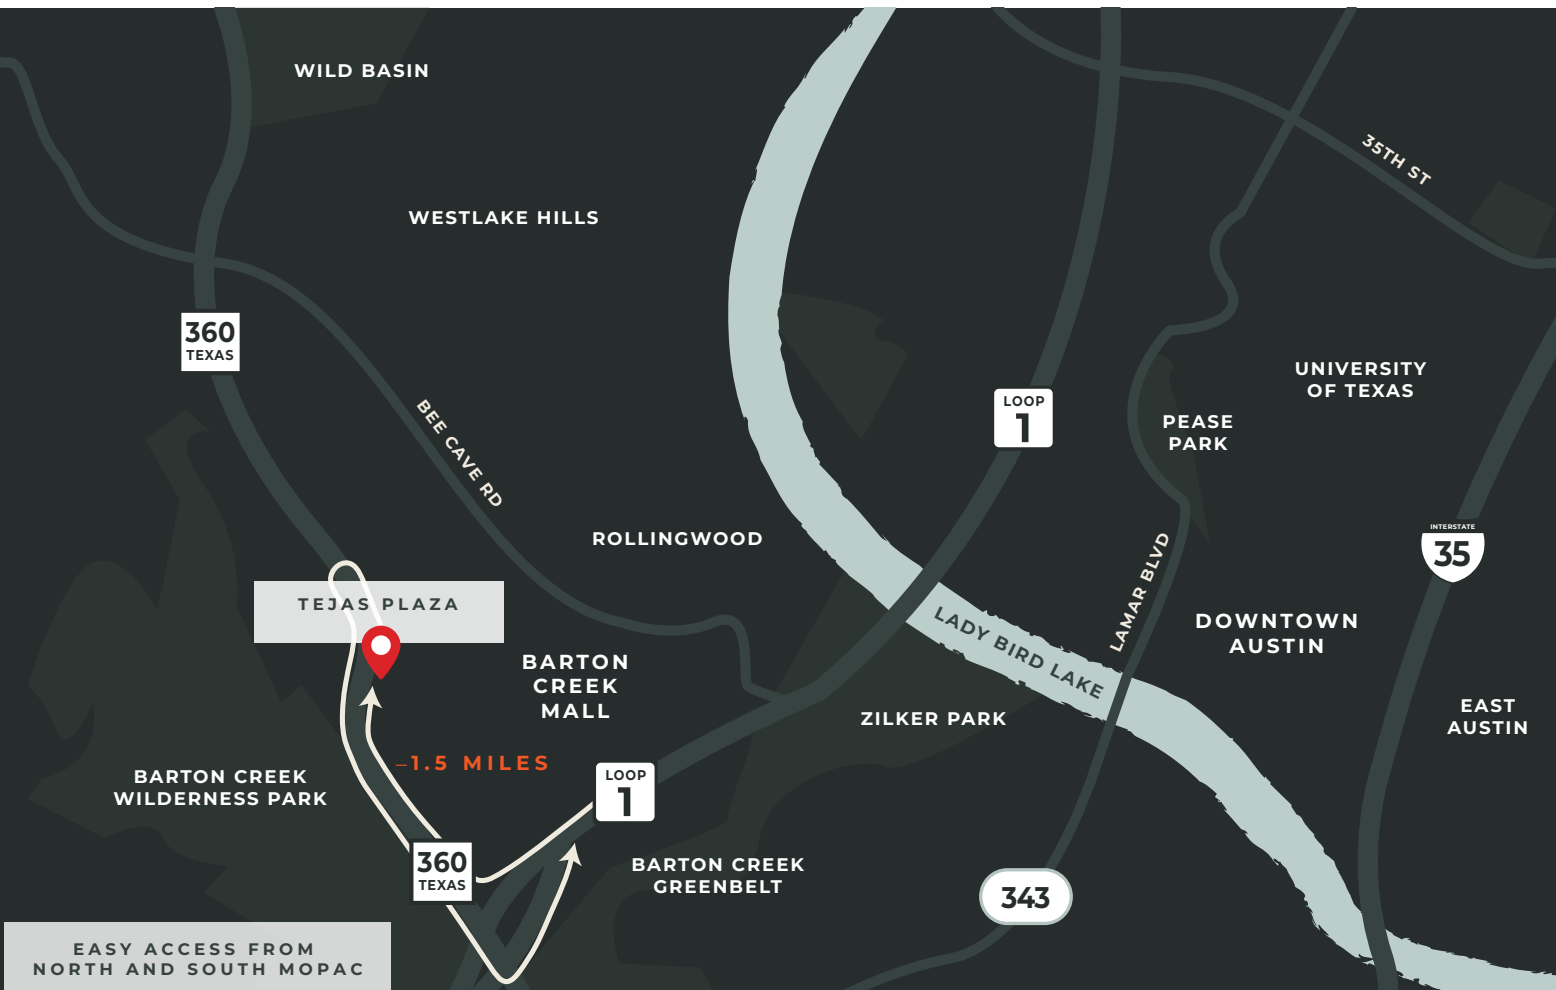 WILD BASIN
35TH ST
WESTLAKE HILLS
360
TEXAS
UNIVERSITY
OF TEXAS
LOOP
1
PEASE
PARK
BEE CAVE RD
INTERSTATE
35
ROLLINGWOOD
LAMAR BLVD
TEJAS PLAZA
LADY BIRD LAKE
DOWNTOWN
AUSTIN
BARTON
CREEK
MALL
ZILKER PARK
EAST
AUSTIN
–1.5 MILES
BARTON CREEK
WILDERNESS PARK
LOOP
1
360
TEXAS
BARTON CREEK
GREENBELT
343
EASY ACCESS FROM
NORTH AND SOUTH MOPAC